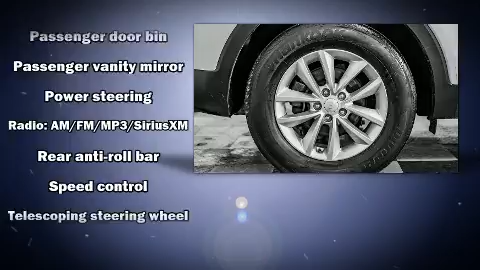 Passenger door bin
Passenger vanity mirror
Power steering
Radio: AM/FM/MP3/SiriusXM
Rear anti-roll bar
Speed control
Telescoping steering wheel